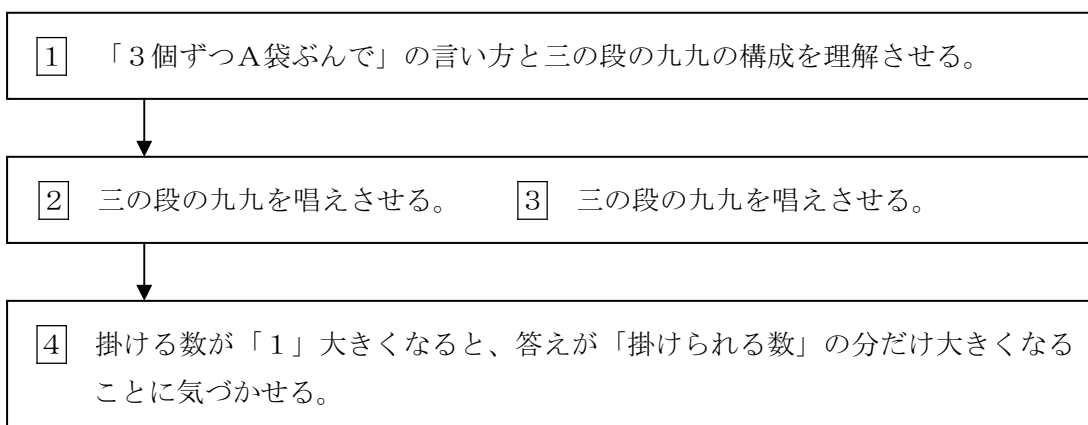 1 「3個ずつA袋ぶんで」の言い方と三の段の九九の構成を理解させる。
2 三の段の九九を唱えさせる。 3 三の段の九九を唱えさせる。
4 掛ける数が「1」大きくなると、答えが「掛けられる数」の分だけ大きくなる
ことに気づかせる。